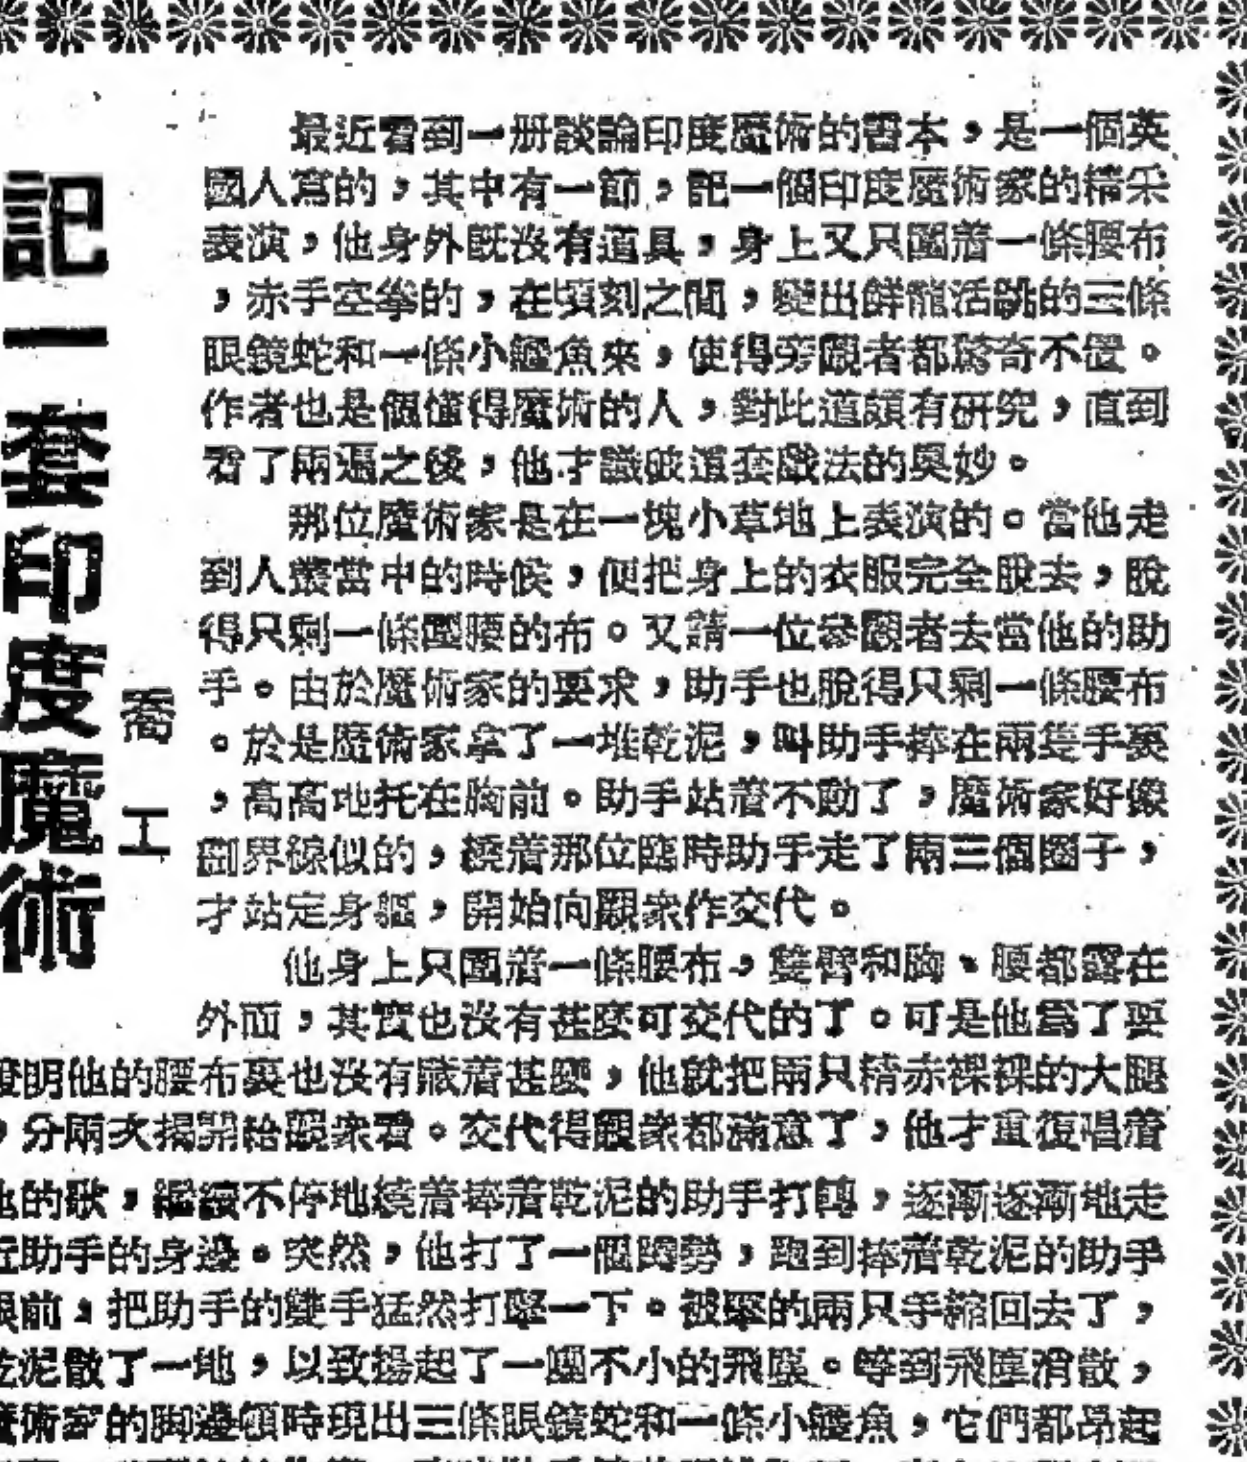 記一套印度魔術
喬工
最近看到一册談論印度魔術的書本，是一個英
國人寫的，其中有一節，記一個印度魔術家的精采
表演，他身外旣沒有道具，身上又只圍着一條腰布
，赤手空拳的，在頃刻之間，變出鮮龍活跳的三條
眼鏡蛇和一條小鱷魚來，使得旁觀者都驚奇不置。
作者也是個懂得魔術的人，對此道頗有研究，直到
看了兩遍之後，他才識破這套戲法的奥妙。
那位魔術家是在一塊小草地上表演的。當他走
到人叢當中的時候，便把身上的衣服完全脫去，脫
得只剩一條圍腰的布。又請一位參觀者去當他的助
手。由於魔術家的要求，助手也脫得只剩一條腰布
。於是魔術家拿了一堆乾泥，叫助手捧在兩隻手裏
，高高地托在胸前。助手站着不動了，魔術家好像
劃界線似的，繞着那位臨時助手走了兩三個圈子，
才站定身軀，開始向觀衆作交代。
他身上只圍着一條腰布，雙臂和胸、腰都露在
外面，其實也沒有甚麽可交代的了。可是他爲了要
證明他的腰布裏也沒有藏着甚麽，他就把兩只精赤裸裸的大腿
，分兩次揭開給觀衆看。交代得觀衆都滿意了，他才重復唱着
他的歌，繼續不停地繞着捧着乾泥的助手打轉，逐漸逐漸地走
近助手的身邊。突然，他打了一個跨勢，跑到捧着乾泥的助手
眼前，把助手的雙手猛然打擊一下。被擊的兩只手縮回去了，
乾泥散了一地，以致揚起了一團不小的飛塵。等到飛塵消散，
魔術家的脚邊頓時現出三條眼鏡蛇和一條小鱷魚，它們都昂起